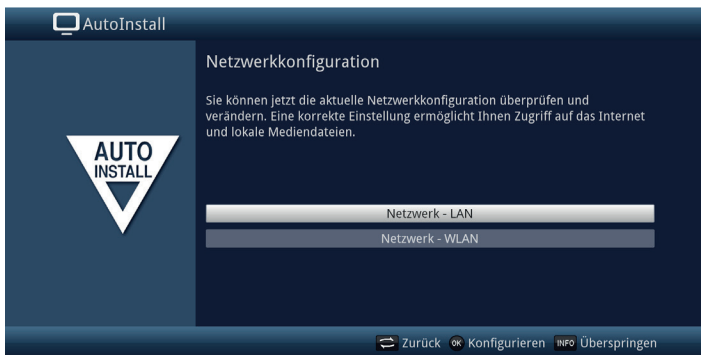 AutoInstall
Netzwerkkonfiguration
Sie können jetzt die aktuelle Netzwerkkonfiguration überprüfen und
verändern. Eine korrekte Einstellung ermöglicht Ihnen Zugriff auf das Internet
und lokale Mediendateien.
AUTO
INSTALL
Netzwerk - LAN
Netzwerk - WLAN
Zurück OK Konfigurieren INFO Überspringen